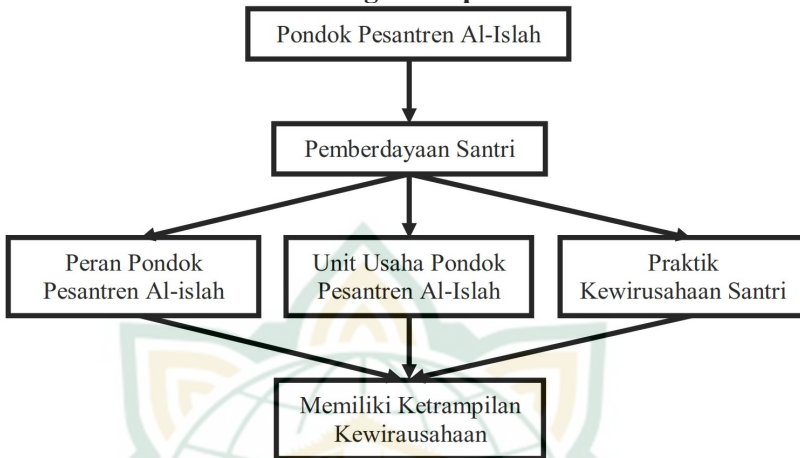 Pondok Pesantren Al-Islah
Pemberdayaan Santri
Peran Pondok
Pesantren Al-islah
Unit Usaha Pondok
Pesantren Al-Islah
Praktik
Kewirusahaan Santri
Memiliki Ketrampilan
Kewirausahaan